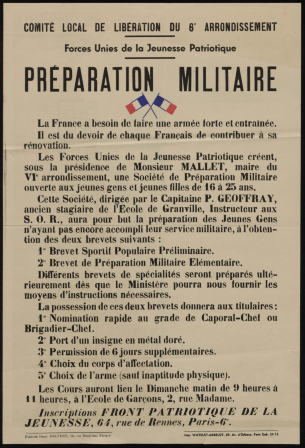 COMITÉ LOCAL DE LIBÉRATION DU 6e ARRONDISSEMENT
Forces Unies de la Jeunesse Patriotique
PRÉPARATION MILITAIRE
La France a besoin de faire une armée forte et entraînée.
Il est du devoir de chaque Français de contribuer à sa
rénovation.
Les Forces Unies de la Jeunesse Patriotique créent,
sous la présidence de Monsieur MALLET, maire du
VIe arrondissement, une Société de Préparation Militaire
ouverte aux jeunes gens et jeunes filles de 16 à 25 ans.
Cette Société, dirigée par le Capitaine P. GEOFFRAY,
ancien stagiaire de l'Ecole de Granville, Instructeur aux
S. O. R., aura pour but la préparation des Jeunes Gens
n'ayant pas encore accompli leur service militaire, à l'obten-
tion des deux brevets suivants :
1° Brevet Sportif Populaire Préliminaire.
2° Brevet de Préparation Militaire Elémentaire.
Différents brevets de spécialités seront préparés ulté-
rieurement dès que le Ministère pourra nous fournir les
moyens d'instructions nécessaires.
La possession de ces deux brevets donnera aux titulaires :
1° Nomination rapide au grade de Caporal-Chef ou
Brigadier-Chef.
2° Port d'un insigne en métal doré.
3° Permission de 6 jours supplémentaires.
4° Choix du corps d'affectation.
5° Choix de l'arme (sauf inaptitude physique).
Les Cours auront lieu le Dimanche matin de 9 heures à
11 heures, à l'Ecole de Garçons, 2, rue Madame.
Inscriptions FRONT PATRIOTIQUE DE LA
JEUNESSE, 64, rue de Rennes, Paris-6e.